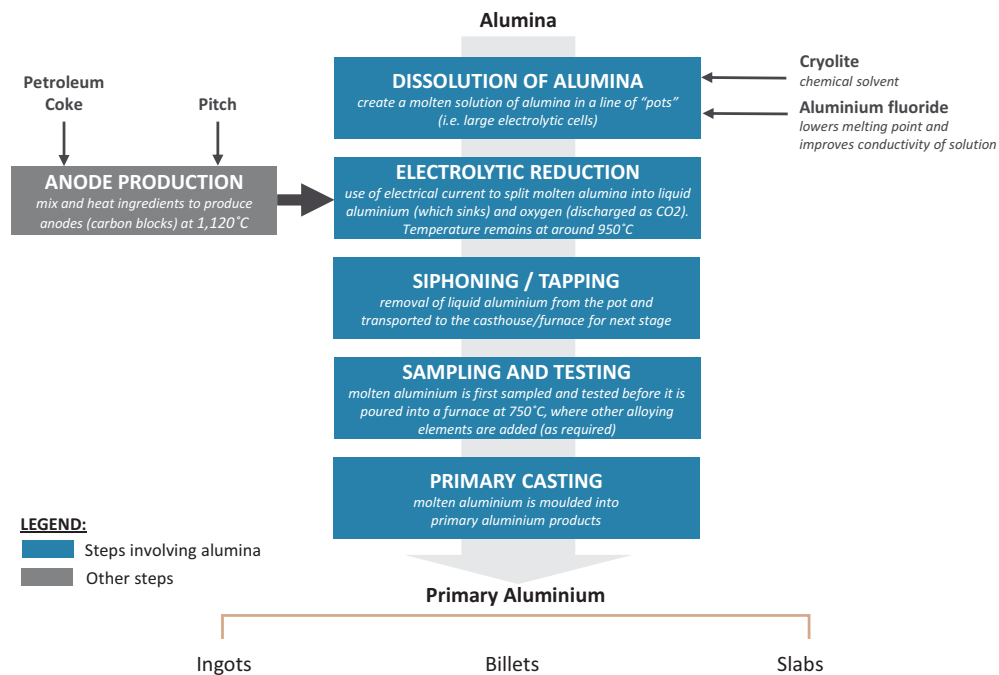 Alumina
DISSOLUTION OF ALUMINA
create a molten solution of alumina in a line of “pots”
(i.e. large electrolytic cells)
Cryolite
chemical solvent
Aluminium fluoride
lowers melting point and
improves conductivity of solution
Petroleum
Coke
Pitch
ANODE PRODUCTION
mix and heat ingredients to produce
anodes (carbon blocks) at 1,120˚C
ELECTROLYTIC REDUCTION
use of electrical current to split molten alumina into liquid
aluminium (which sinks) and oxygen (discharged as CO2).
Temperature remains at around 950˚C
SIPHONING / TAPPING
removal of liquid aluminium from the pot and
transported to the casthouse/furnace for next stage
SAMPLING AND TESTING
molten aluminium is first sampled and tested before it is
poured into a furnace at 750˚C, where other alloying
elements are added (as required)
PRIMARY CASTING
molten aluminium is moulded into
primary aluminium products
LEGEND:
Steps involving alumina
Other steps
Primary Aluminium
Ingots
Billets
Slabs